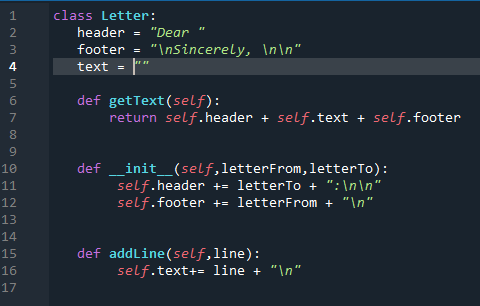 1 class Letter:
2     header = "Dear "
3     footer = "\nSincerely, \n\n"
4     text = ""
5
6     def getText(self):
7         return self.header + self.text + self.footer
8
9
10     def __init__(self,letterFrom,letterTo):
11          self.header += letterTo + ":\n\n"
12          self.footer += letterFrom + "\n"
13
14
15     def addLine(self,line):
16          self.text+= line + "\n"
17